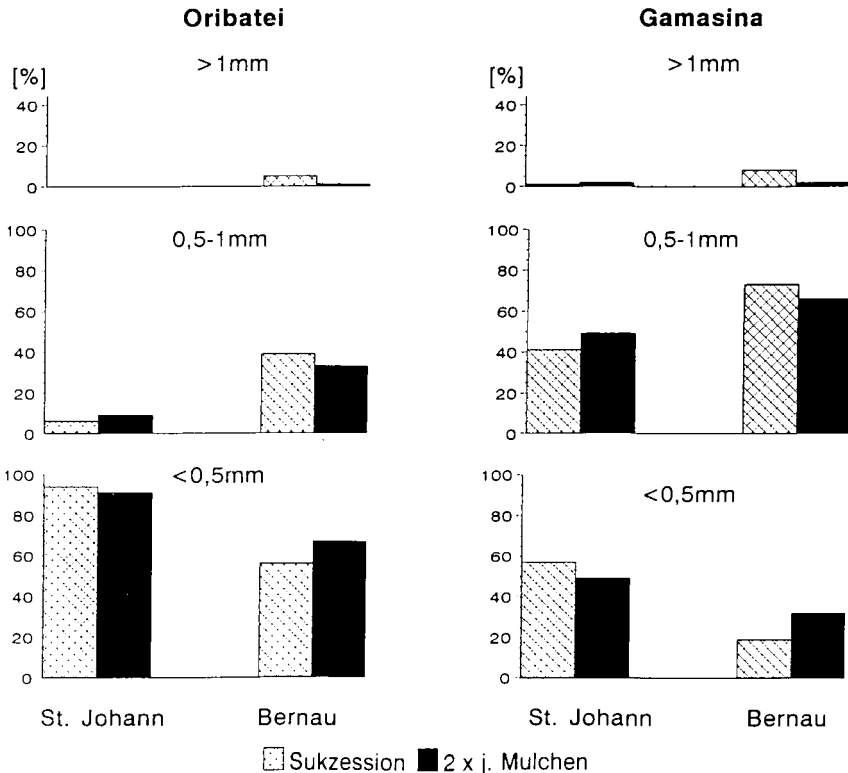 Oribatei
Gamasina
[%]
>1mm
[%]
>1mm
40
20
0
40
20
0
100
0,5-1mm
80
60
40
20
0
100
0,5-1mm
80
60
40
20
0
100
<0,5mm
80
60
40
20
0
100
<0,5mm
80
60
40
20
0
St. Johann
Bernau
St. Johann
Bernau
Sukzession
2 x j. Mulchen